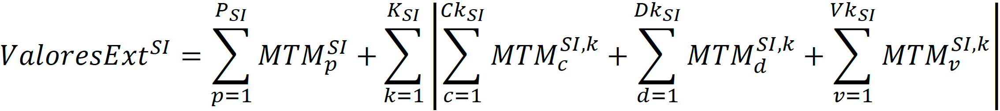 ValoresExt^{SI} = \sum_{p=1}^{P_{SI}} MTM_p^{SI} + \sum_{k=1}^{K_{SI}} \left| \sum_{c=1}^{Ck_{SI}} MTM_c^{SI,k} + \sum_{d=1}^{Dk_{SI}} MTM_d^{SI,k} + \sum_{v=1}^{Vk_{SI}} MTM_v^{SI,k} \right|